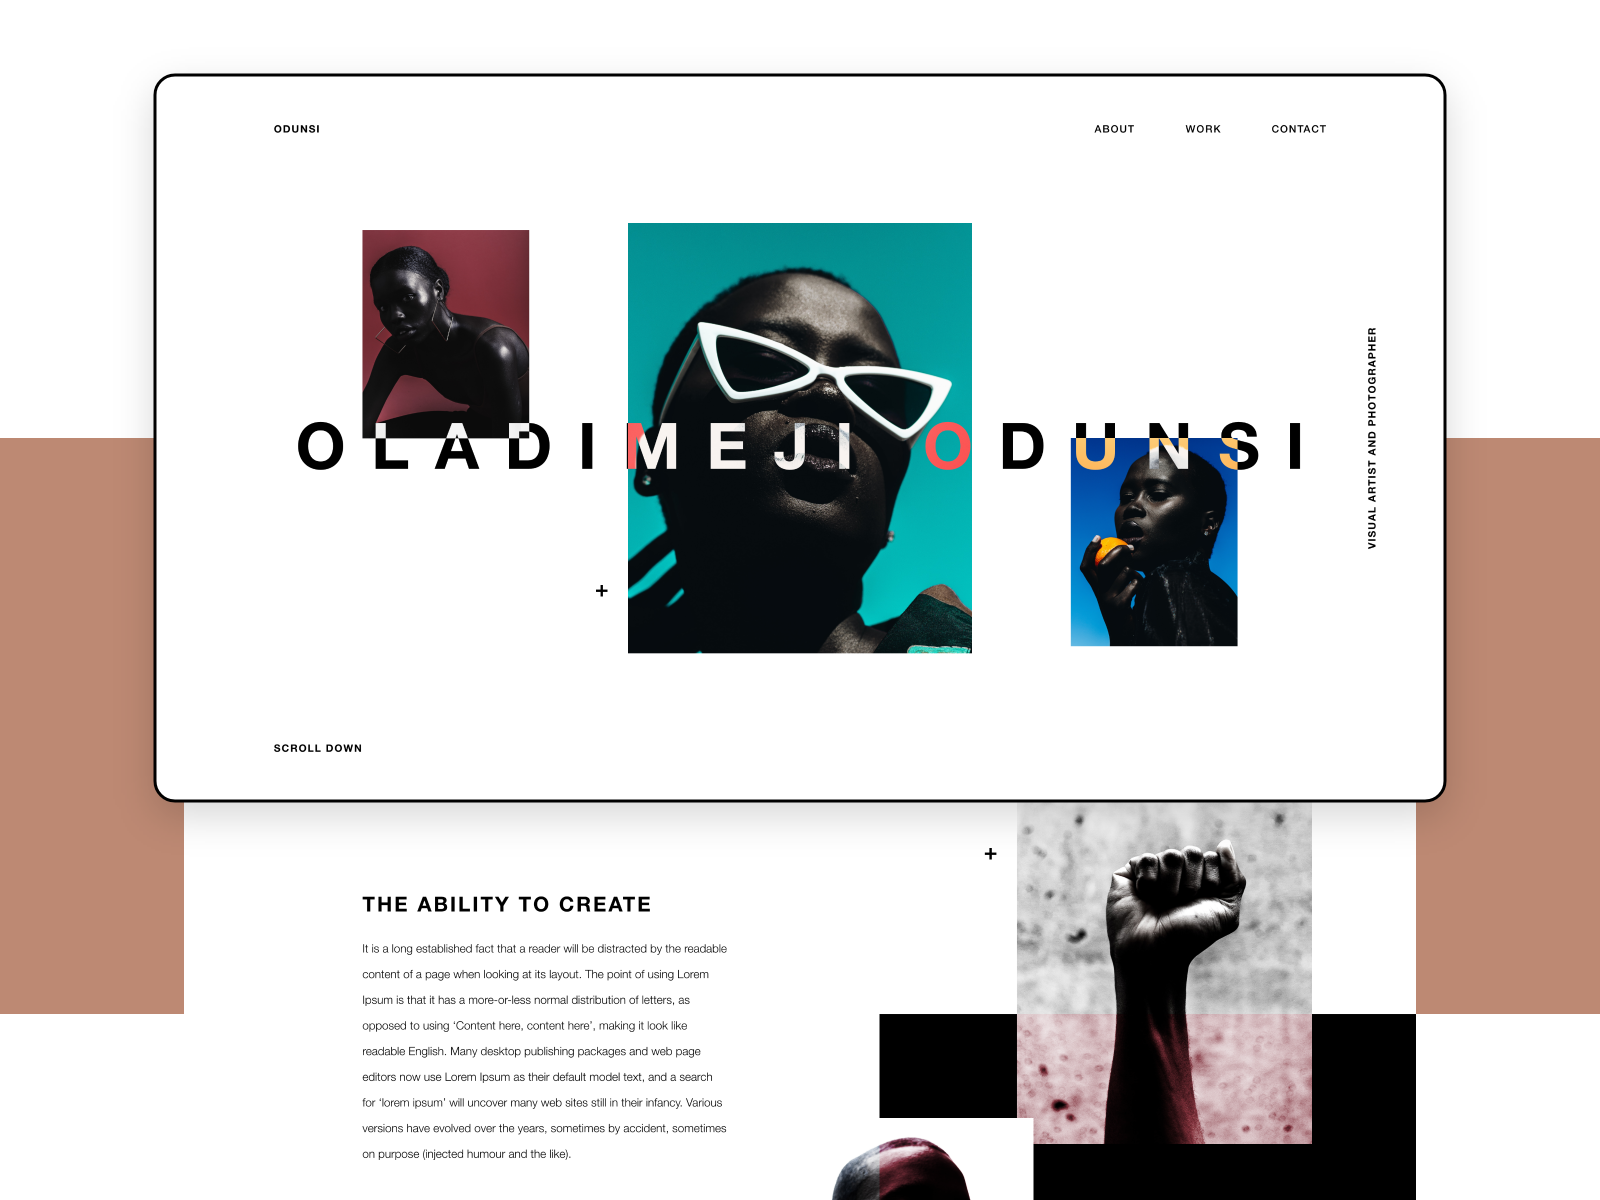 ODUNSI
ABOUT WORK CONTACT
OLADIMEJI ODUNSI
VISUAL ARTIST AND PHOTOGRAPHER
+
SCROLL DOWN
+
THE ABILITY TO CREATE
It is a long established fact that a reader will be distracted by the readable
content of a page when looking at its layout. The point of using Lorem
Ipsum is that it has a more-or-less normal distribution of letters, as
opposed to using ‘Content here, content here’, making it look like
readable English. Many desktop publishing packages and web page
editors now use Lorem Ipsum as their default model text, and a search
for ‘lorem ipsum’ will uncover many web sites still in their infancy. Various
versions have evolved over the years, sometimes by accident, sometimes
on purpose (injected humour and the like).